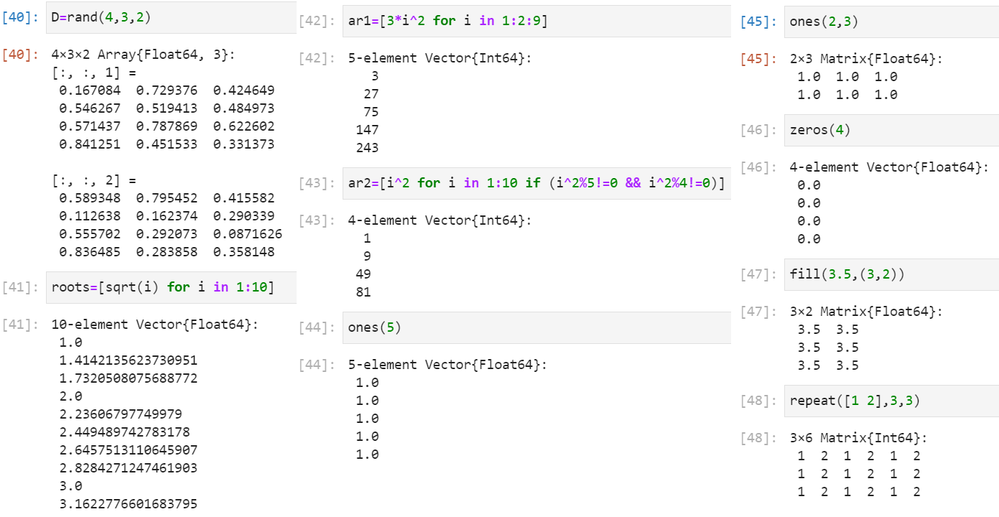 [40]: D=rand(4,3,2)
[40]: 4×3×2 Array{Float64, 3}:
[:, :, 1] =
0.167084 0.729376 0.424649
0.546267 0.519413 0.484973
0.571437 0.787869 0.622602
0.841251 0.451533 0.331373
[:, :, 2] =
0.589348 0.795452 0.415582
0.112638 0.162374 0.290339
0.555702 0.292073 0.0871626
0.836485 0.283858 0.358148
[41]: roots=[sqrt(i) for i in 1:10]
[41]: 10-element Vector{Float64}:
1.0
1.4142135623730951
1.7320508075688772
2.0
2.23606797749979
2.449489742783178
2.6457513110645907
2.8284271247461903
3.0
3.1622776601683795
[42]: ar1=[3*i^2 for i in 1:2:9]
[42]: 5-element Vector{Int64}:
3
27
75
147
243
[43]: ar2=[i^2 for i in 1:10 if (i^2%5!=0 && i^2%4!=0)]
[43]: 4-element Vector{Int64}:
1
9
49
81
[44]: ones(5)
[44]: 5-element Vector{Float64}:
1.0
1.0
1.0
1.0
1.0
[45]: ones(2,3)
[45]: 2×3 Matrix{Float64}:
1.0 1.0 1.0
1.0 1.0 1.0
[46]: zeros(4)
[46]: 4-element Vector{Float64}:
0.0
0.0
0.0
0.0
[47]: fill(3.5,(3,2))
[47]: 3×2 Matrix{Float64}:
3.5 3.5
3.5 3.5
3.5 3.5
[48]: repeat([1 2],3,3)
[48]: 3×6 Matrix{Int64}:
1 2 1 2 1 2
1 2 1 2 1 2
1 2 1 2 1 2